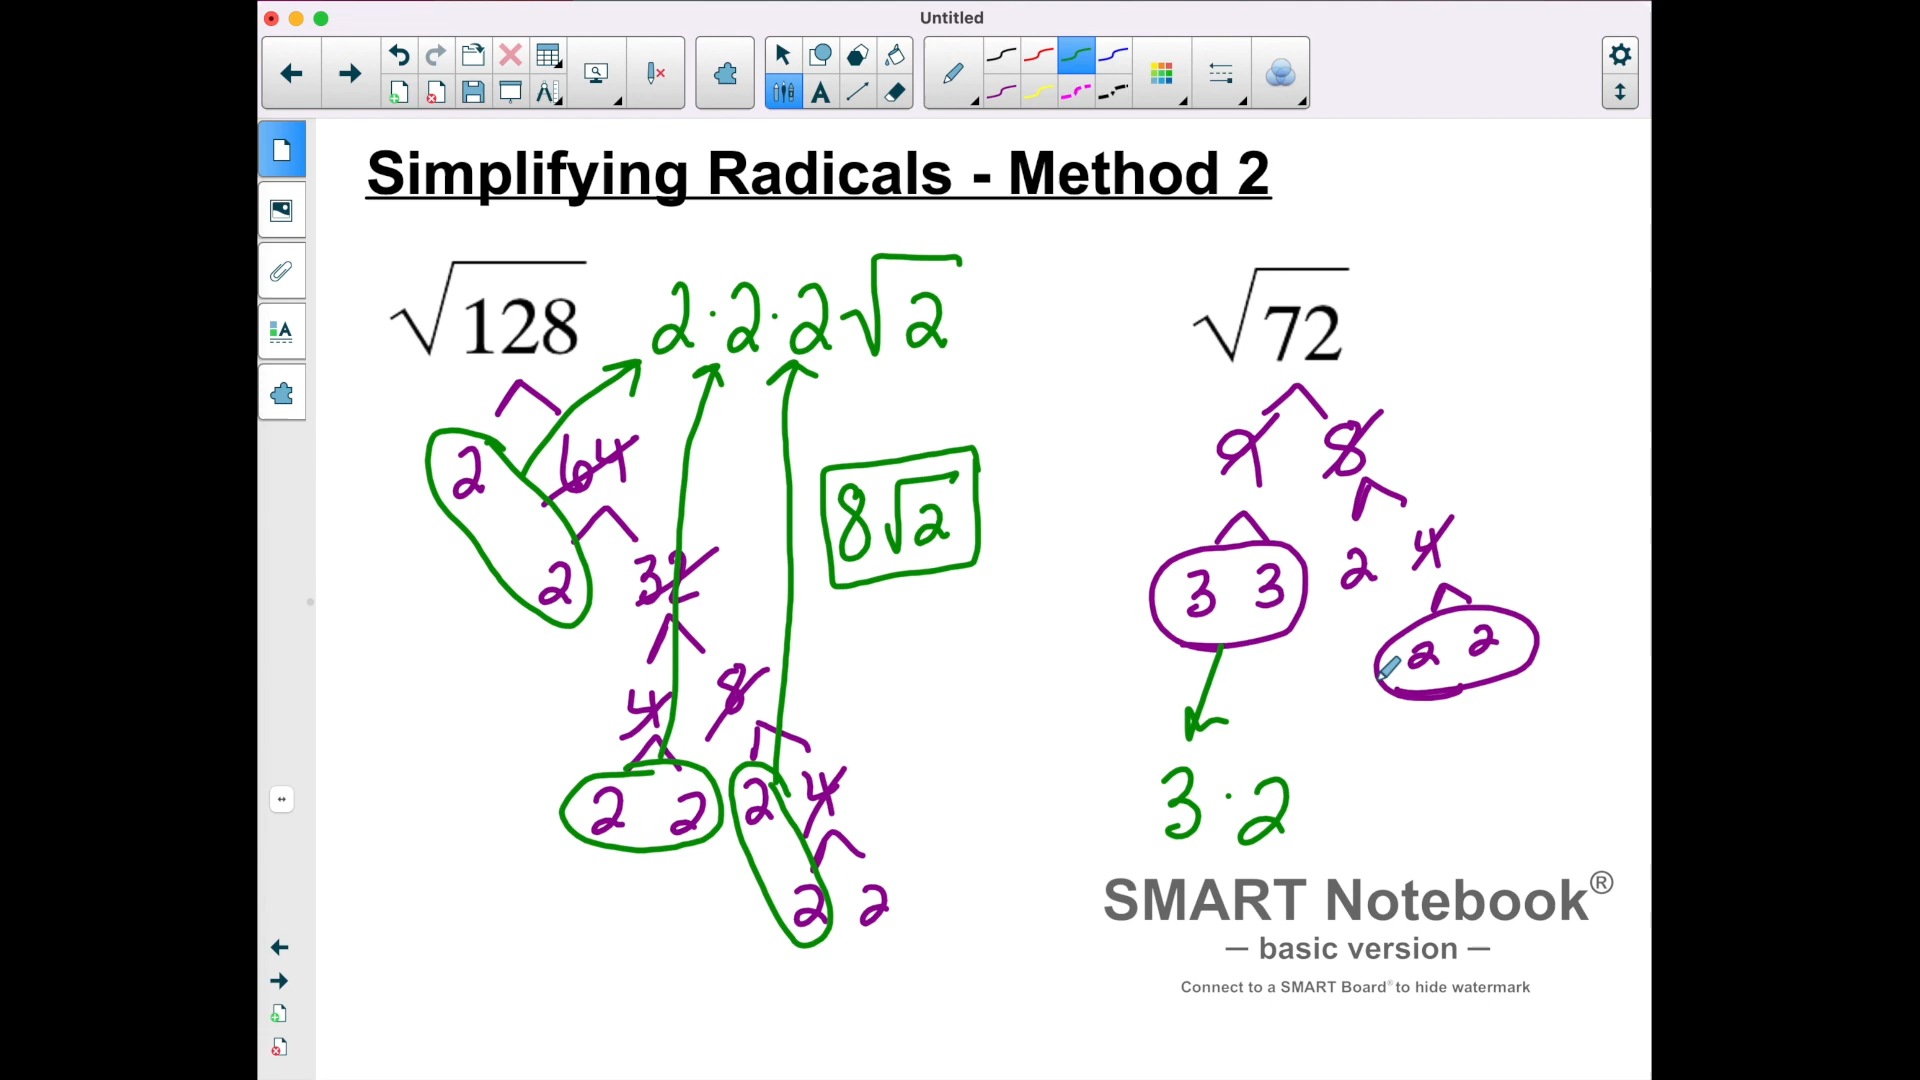 Untitled
Simplifying Radicals - Method 2
√128 2·2·2√2
√72
2 64
9 8
8√2
2 32
3 3 2 4
2 2
4 8
2 2 2 4
3·2
2 2
SMART Notebook®
— basic version —
Connect to a SMART Board® to hide watermark